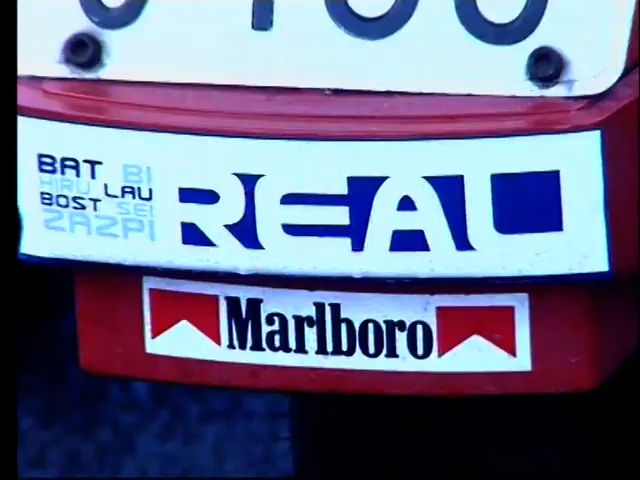 BAT BI
HIRU LAU
BOST SEI
ZAZPI
REAL
Marlboro